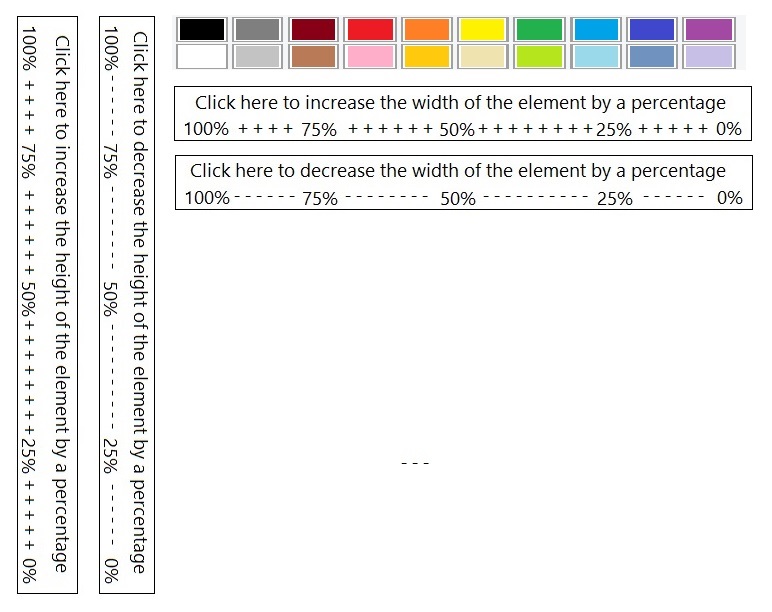 Click here to increase the height of the element by a percentage
100% + + + + 75% + + + + + + 50%+ + + + + + + +25% + + + + + 0%
Click here to decrease the height of the element by a percentage
100% - - - - - - 75% - - - - - - - - 50% - - - - - - - - - - 25% - - - - - - 0%
Click here to increase the width of the element by a percentage
100% + + + + 75% + + + + + + 50%+ + + + + + + +25% + + + + + 0%
Click here to decrease the width of the element by a percentage
100% - - - - - - 75% - - - - - - - - 50% - - - - - - - - - - 25% - - - - - - 0%
- - -